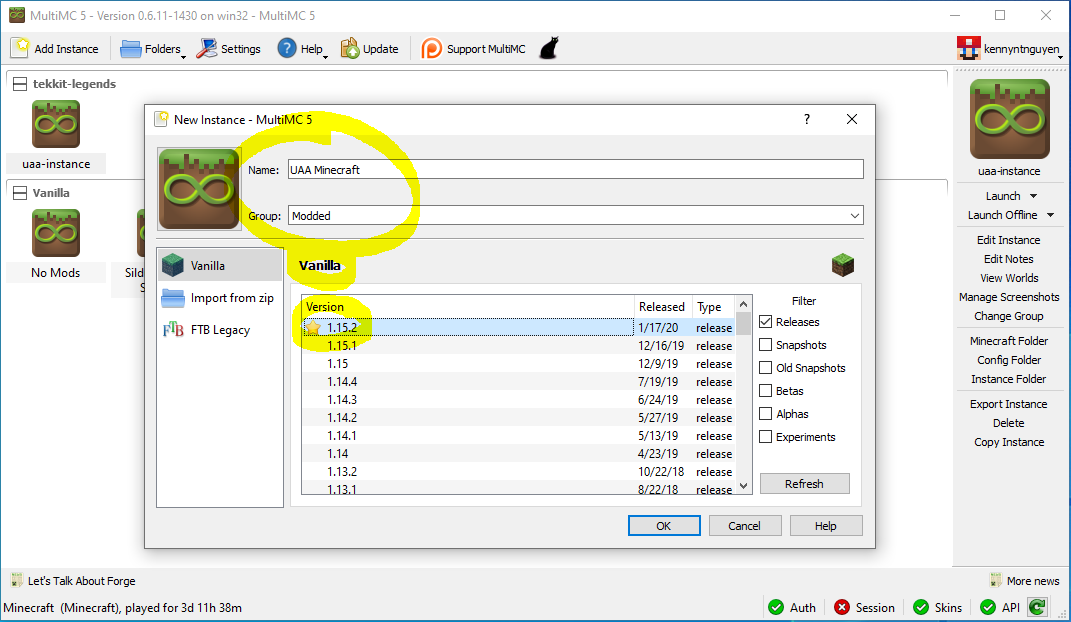 MultiMC 5 - Version 0.6.11-1430 on win32 - MultiMC 5
Add Instance Folders Settings Help Update Support MultiMC kennyntnguyen
tekkit-legends
uaa-instance
Vanilla
No Mods
Sild
S
New Instance - MultiMC 5 ?
Name: UAA Minecraft
Group: Modded
Vanilla
Import from zip
FTB Legacy
Vanilla
Version Released Type
1.15.2 1/17/20 release
1.15.1 12/16/19 release
1.15 12/9/19 release
1.14.4 7/19/19 release
1.14.3 6/24/19 release
1.14.2 5/27/19 release
1.14.1 5/13/19 release
1.14 4/23/19 release
1.13.2 10/22/18 release
1.13.1 8/22/18 release
Filter
Releases
Snapshots
Old Snapshots
Betas
Alphas
Experiments
Refresh
OK Cancel Help
uaa-instance
Launch
Launch Offline
Edit Instance
Edit Notes
View Worlds
Manage Screenshots
Change Group
Minecraft Folder
Config Folder
Instance Folder
Export Instance
Delete
Copy Instance
Let's Talk About Forge More news
Minecraft (Minecraft), played for 3d 11h 38m Auth Session Skins API